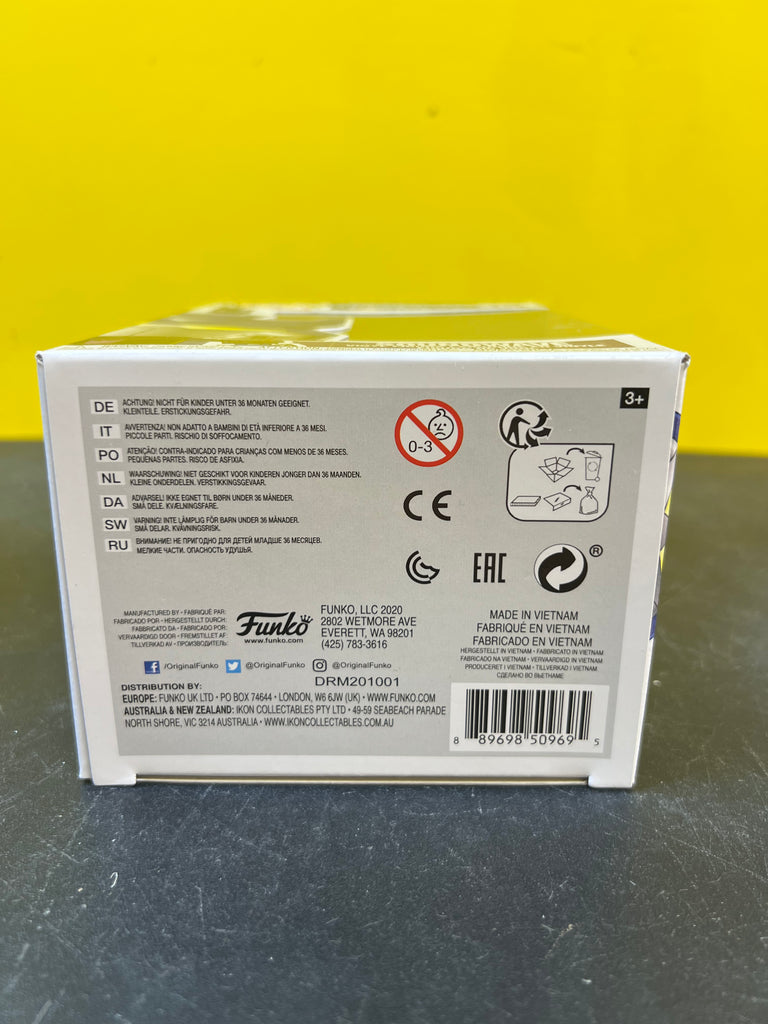 3+
DE ACHTUNG! NICHT FÜR KINDER UNTER 36 MONATEN GEEIGNET.
KLEINTEILE. ERSTICKUNGSGEFAHR.
IT AVVERTENZA! NON ADATTO A BAMBINI DI ETÀ INFERIORE A 36 MESI.
PICCOLE PARTI. RISCHIO DI SOFFOCAMENTO.
PO ATENÇÃO! CONTRA-INDICADO PARA CRIANÇAS COM MENOS DE 36 MESES.
PEQUENAS PARTES. RISCO DE ASFIXIA.
NL WAARSCHUWING! NIET GESCHIKT VOOR KINDEREN JONGER DAN 36 MAANDEN.
KLEINE ONDERDELEN. VERSTIKKINGSGEVAAR.
DA ADVARSEL! IKKE EGNET TIL BØRN UNDER 36 MÅNEDER.
SMÅ DELE. KVÆLNINGSFARE.
SW VARNING! INTE LÄMPLIG FÖR BARN UNDER 36 MÅNADER.
SMÅ DELAR. KVÄVNINGSRISK.
RU ВНИМАНИЕ! НЕ ПРИГОДНО ДЛЯ ДЕТЕЙ МЛАДШЕ 36 МЕСЯЦЕВ.
МЕЛКИЕ ЧАСТИ. ОПАСНОСТЬ УДУШЬЯ.
0-3
CE
EAC
®
MANUFACTURED BY • FABRIQUÉ PAR:
FABRICADO POR • HERGESTELLT DURCH:
FABBRICATO DA • FABRICADO POR:
VERVAARDIGD DOOR • FREMSTILLET AF:
TILLVERKAD AV • ПРОИЗВОДИТЕЛЬ:
Funko
www.funko.com
FUNKO, LLC 2020
2802 WETMORE AVE
EVERETT, WA 98201
(425) 783-3616
/OriginalFunko @OriginalFunko @OriginalFunko
DRM201001
DISTRIBUTION BY:
EUROPE: FUNKO UK LTD • PO BOX 74644 • LONDON, W6 6JW (UK) • WWW.FUNKO.COM
AUSTRALIA & NEW ZEALAND: IKON COLLECTABLES PTY LTD • 49-59 SEABEACH PARADE
NORTH SHORE, VIC 3214 AUSTRALIA • WWW.IKONCOLLECTABLES.COM.AU
MADE IN VIETNAM
FABRIQUÉ EN VIETNAM
FABRICADO EN VIETNAM
HERGESTELLT IN VIETNAM • FABBRICATO IN VIETNAM
FABRICADO NA VIETNAM • VERVAARDIGD IN VIETNAM
PRODUCERET I VIETNAM • TILLVERKAD I VIETNAM
СДЕЛАНО ВО ВЬЕТНАМЕ
8 89698 50969 5